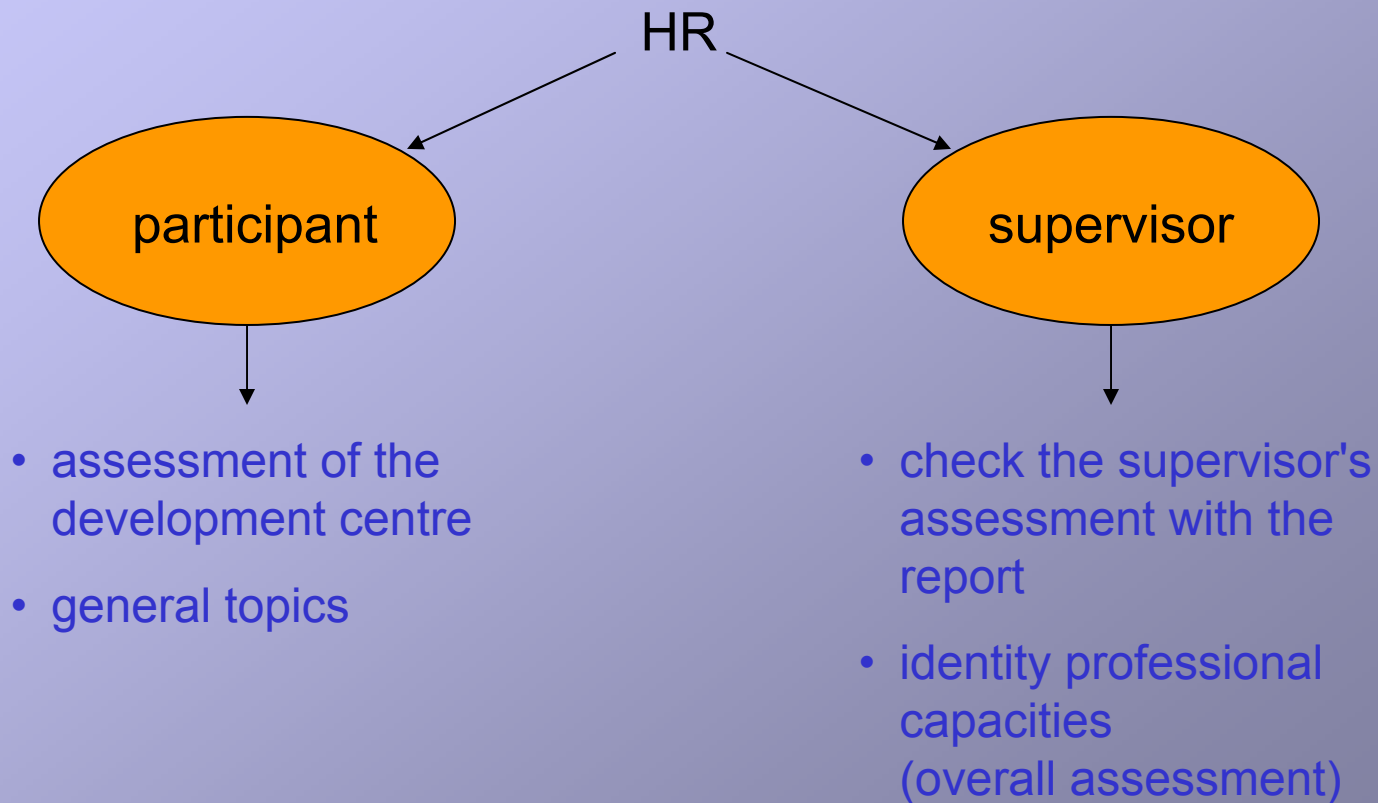 HR
participant
supervisor
• assessment of the
development centre
• general topics
• check the supervisor's
assessment with the
report
• identity professional
capacities
(overall assessment)